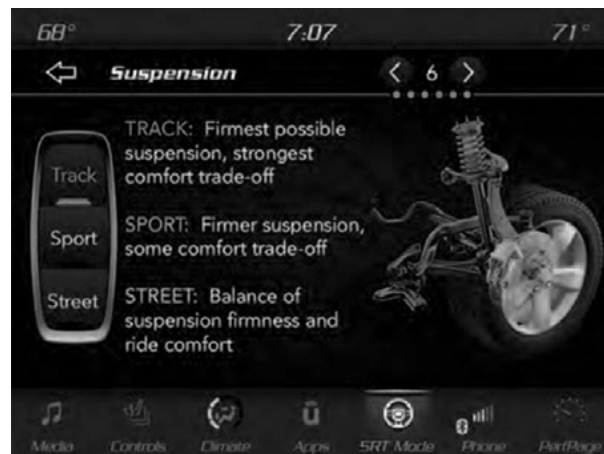 68°
7:07
71°
Suspension
6
Track
Sport
Street
TRACK: Firmest possible
suspension, strongest
comfort trade-off
SPORT: Firmer suspension,
some comfort trade-off
STREET: Balance of
suspension firmness and
ride comfort
Media
Controls
Climate
Apps
SRT Mode
Phone
PerfPage